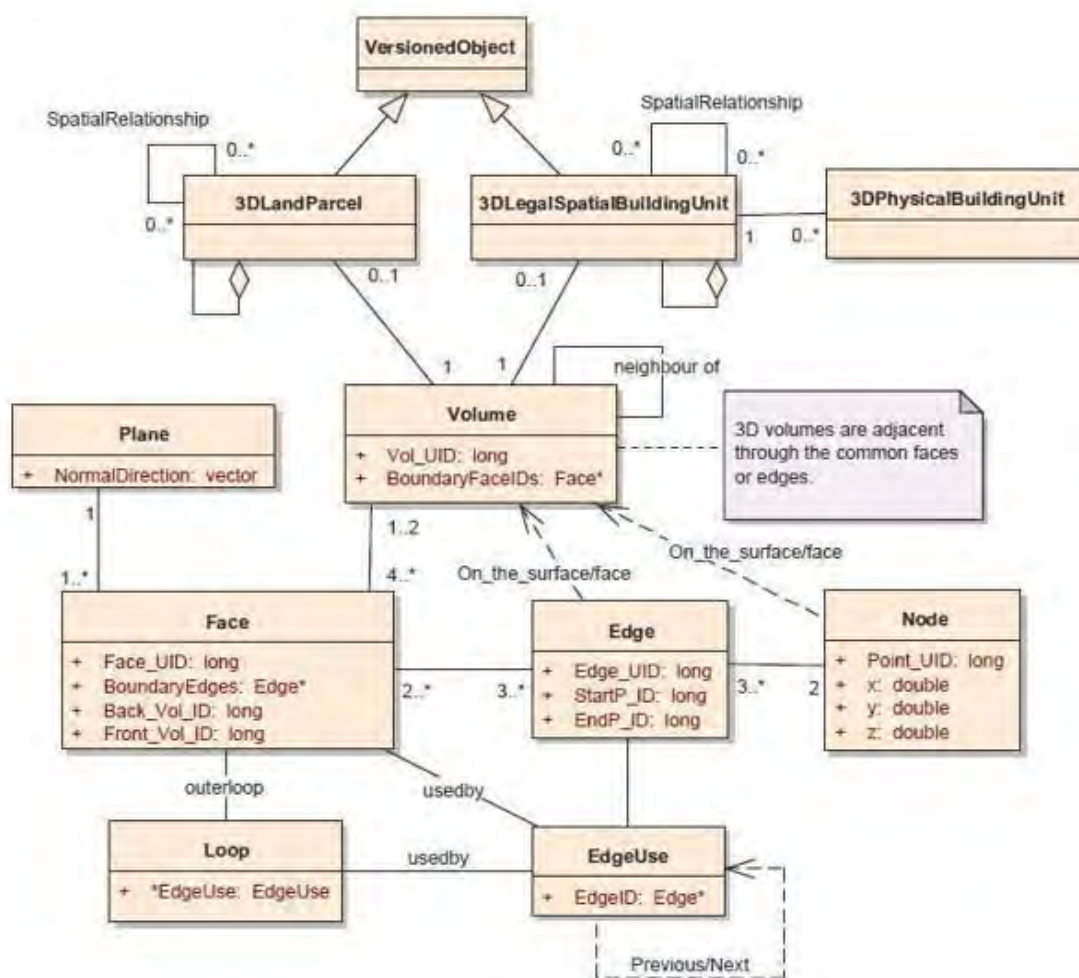 VersionedObject
SpatialRelationship
SpatialRelationship
0..*
0..*
0..*
3DLandParcel
3DLegalSpatialBuildingUnit
3DPhysicalBuildingUnit
0..*
1
0..*
0..1
0..1
1
1
neighbour of
Volume
+ Vol_UID: long
+ BoundaryFaceIDs: Face*
3D volumes are adjacent
through the common faces
or edges.
Plane
+ NormalDirection: vector
1
1..2
On_the_surface/face
On_the_surface/face
1..*
4..*
Face
+ Face_UID: long
+ BoundaryEdges: Edge*
+ Back_Vol_ID: long
+ Front_Vol_ID: long
Edge
+ Edge_UID: long
+ StartP_ID: long
+ EndP_ID: long
Node
+ Point_UID: long
+ x: double
+ y: double
+ z: double
2..*
3..*
3..*
2
outerloop
usedby
Loop
+ *EdgeUse: EdgeUse
usedby
EdgeUse
+ EdgeID: Edge*
Previous/Next